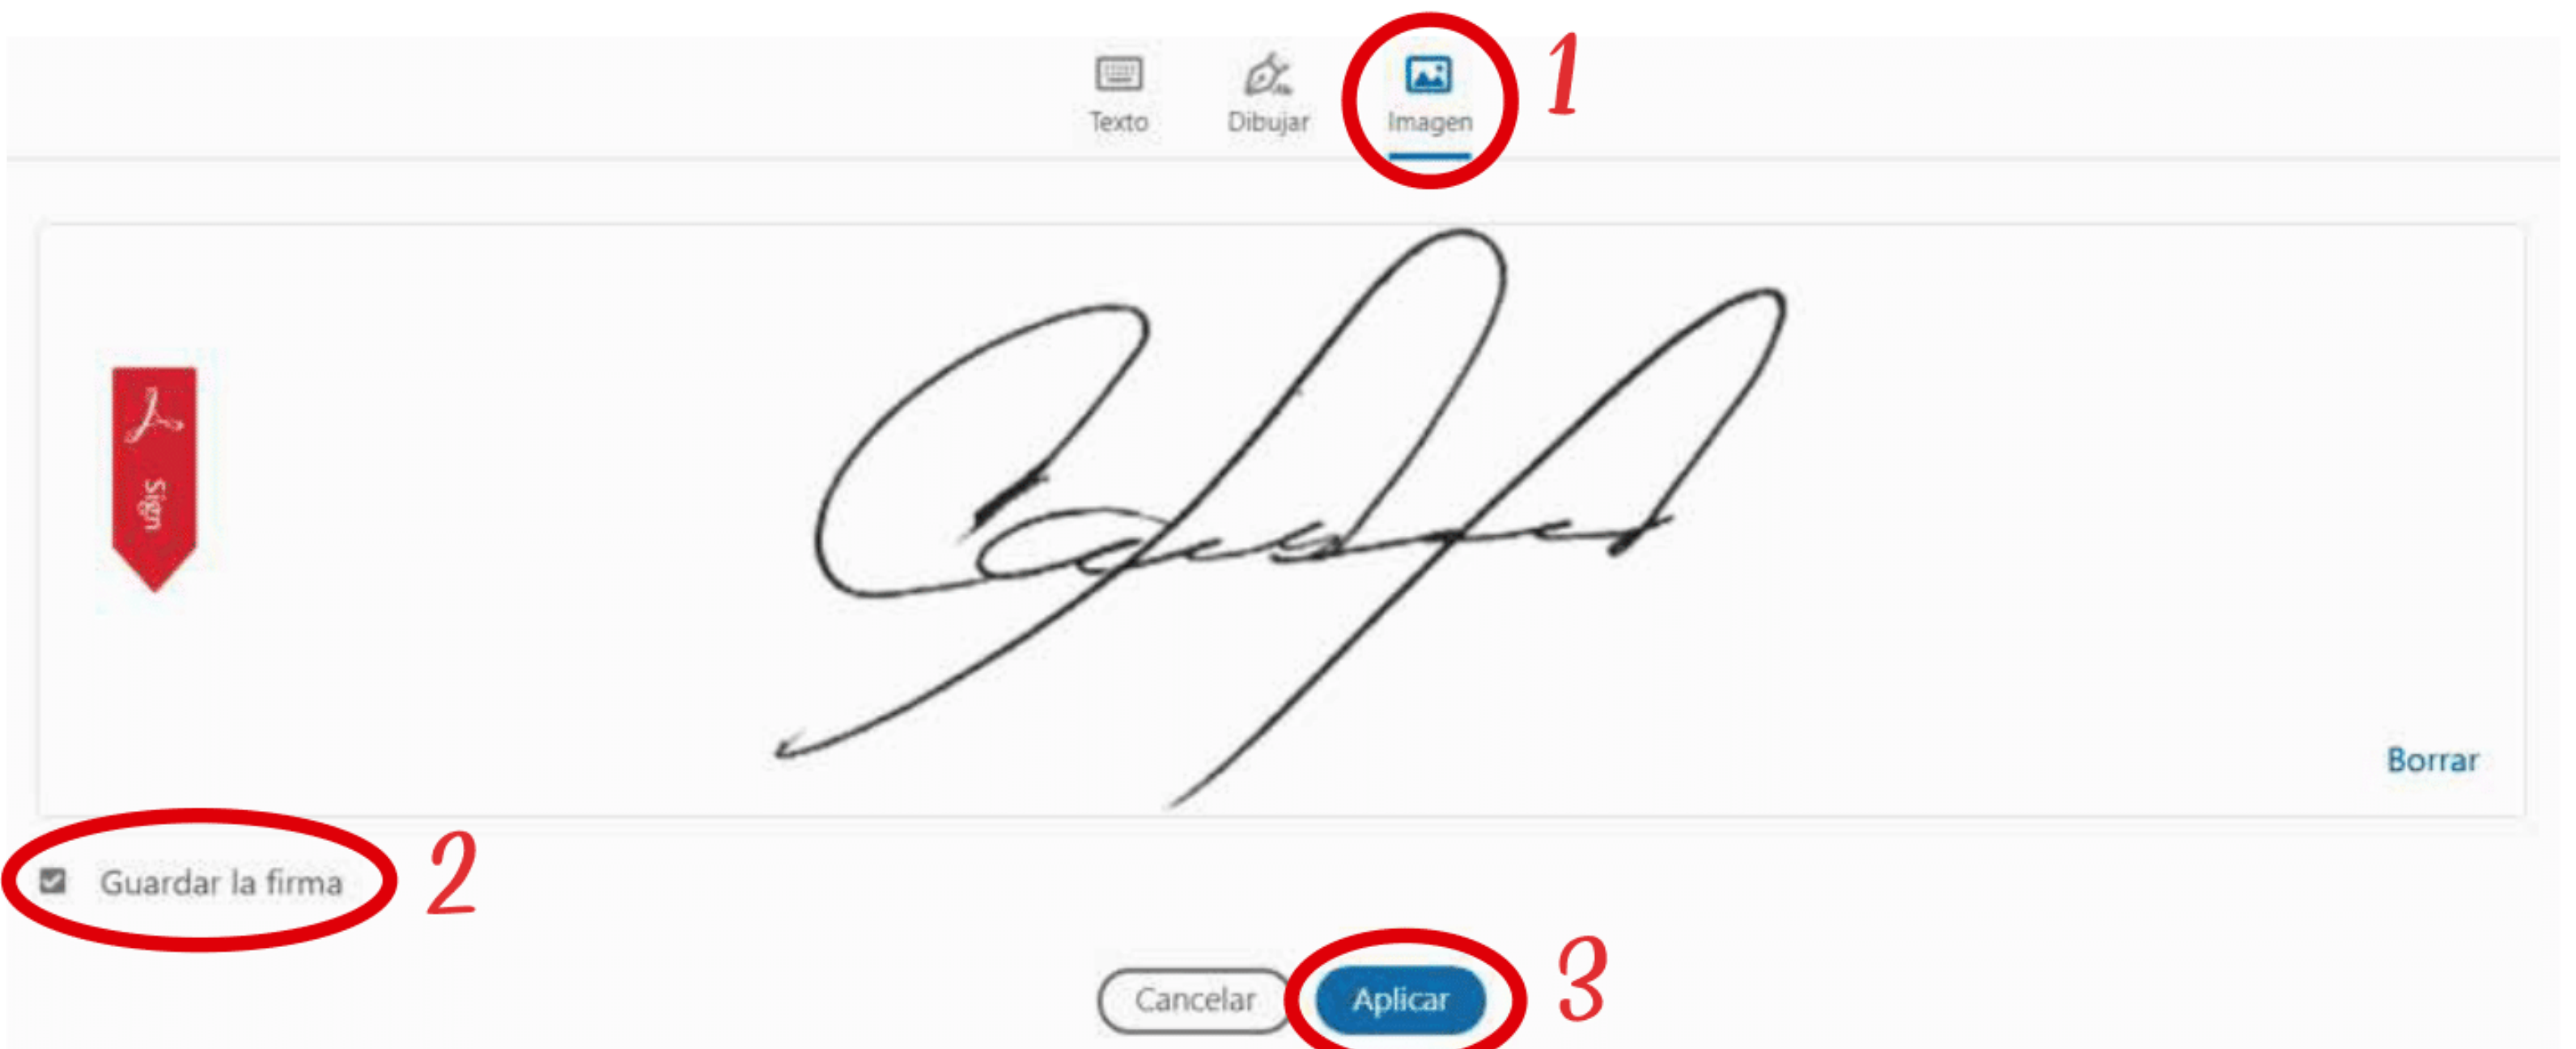 Texto Dibujar Imagen 1
Sign
Borrar
Guardar la firma 2
Cancelar Aplicar 3